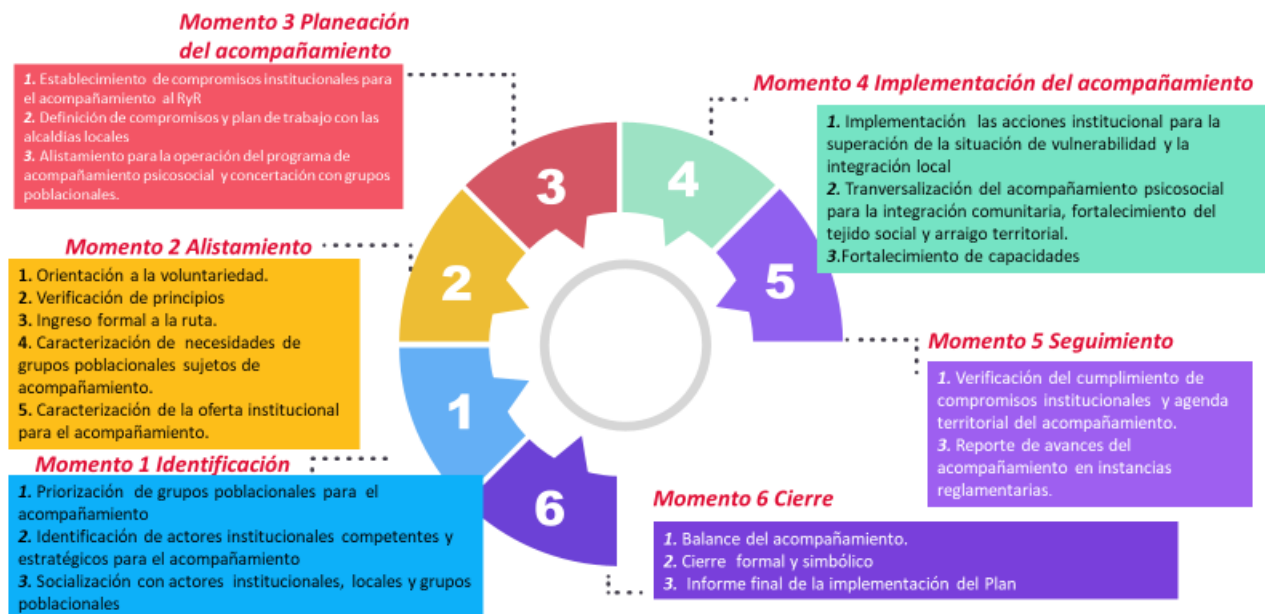 Momento 3 Planeación
del acompañamiento
1. Establecimiento de compromisos institucionales para
el acompañamiento al RyR
2. Definición de compromisos y plan de trabajo con las
alcaldías locales
3. Alistamiento para la operación del programa de
acompañamiento psicosocial y concertación con grupos
poblacionales.
Momento 4 Implementación del acompañamiento
1. Implementación las acciones institucional para la
superación de la situación de vulnerabilidad y la
integración local
2. Tranversalización del acompañamiento psicosocial
para la integración comunitaria, fortalecimiento del
tejido social y arraigo territorial.
3.Fortalecimiento de capacidades
Momento 2 Alistamiento
1. Orientación a la voluntariedad.
2. Verificación de principios
3. Ingreso formal a la ruta.
4. Caracterización de necesidades de
grupos poblacionales sujetos de
acompañamiento.
5. Caracterización de la oferta institucional
para el acompañamiento.
3
4
2
5
1
6
Momento 5 Seguimiento
1. Verificación del cumplimiento de
compromisos institucionales y agenda
territorial del acompañamiento.
3. Reporte de avances del
acompañamiento en instancias
reglamentarias.
Momento 1 Identificación
1. Priorización de grupos poblacionales para el
acompañamiento
2. Identificación de actores institucionales competentes y
estratégicos para el acompañamiento
3. Socialización con actores institucionales, locales y grupos
poblacionales
Momento 6 Cierre
1. Balance del acompañamiento.
2. Cierre formal y simbólico
3. Informe final de la implementación del Plan